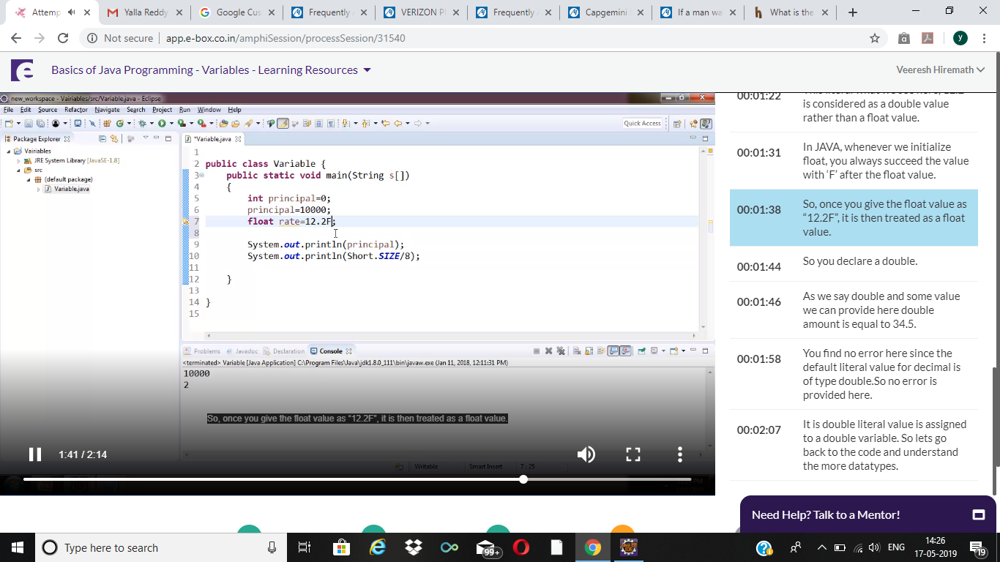 Attemp
Yalla Reddy
Google Cus
Frequently
VERIZON P
Frequently
Capgemini
If a man wa
What is the
Not secure | app.e-box.co.in/amphiSession/processSession/31540
y
Basics of Java Programming - Variables - Learning Resources
Veeresh Hiremath
new_workspace - Vairiables/src/Variable.java - Eclipse
File Edit Source Refactor Navigate Search Project Run Window Help
Quick Access
Package Explorer
Vairiables
JRE System Library [JavaSE-1.8]
src
(default package)
Variable.java
*Variable.java
1
2 public class Variable {
3 public static void main(String s[])
4 {
5 int principal=0;
6 principal=10000;
7 float rate=12.2F;
8
9 System.out.println(principal);
10 System.out.println(Short.SIZE/8);
11
12 }
13
14 }
15
Problems Javadoc Declaration Console
<terminated> Variable [Java Application] C:\Program Files\Java\jdk1.8.0_111\bin\javaw.exe (Jan 11, 2018, 12:11:31 PM)
10000
2
So, once you give the float value as “12.2F”, it is then treated as a float value.
1:41 / 2:14
Writable Smart Insert 7 : 25
00:01:22
is considered as a double value
rather than a float value.
00:01:31 In JAVA, whenever we initialize
float, you always succeed the value
with ‘F’ after the float value.
00:01:38 So, once you give the float value as
“12.2F”, it is then treated as a float
value.
00:01:44 So you declare a double.
00:01:46 As we say double and some value
we can provide here double
amount is equal to 34.5.
00:01:58 You find no error here since the
default literal value for decimal is
of type double.So no error is
provided here.
00:02:07 It is double literal value is assigned
to a double variable. So lets go
back to the code and understand
the more datatypes.
Need Help? Talk to a Mentor!
Type here to search
99+
ENG
14:26
17-05-2019
19